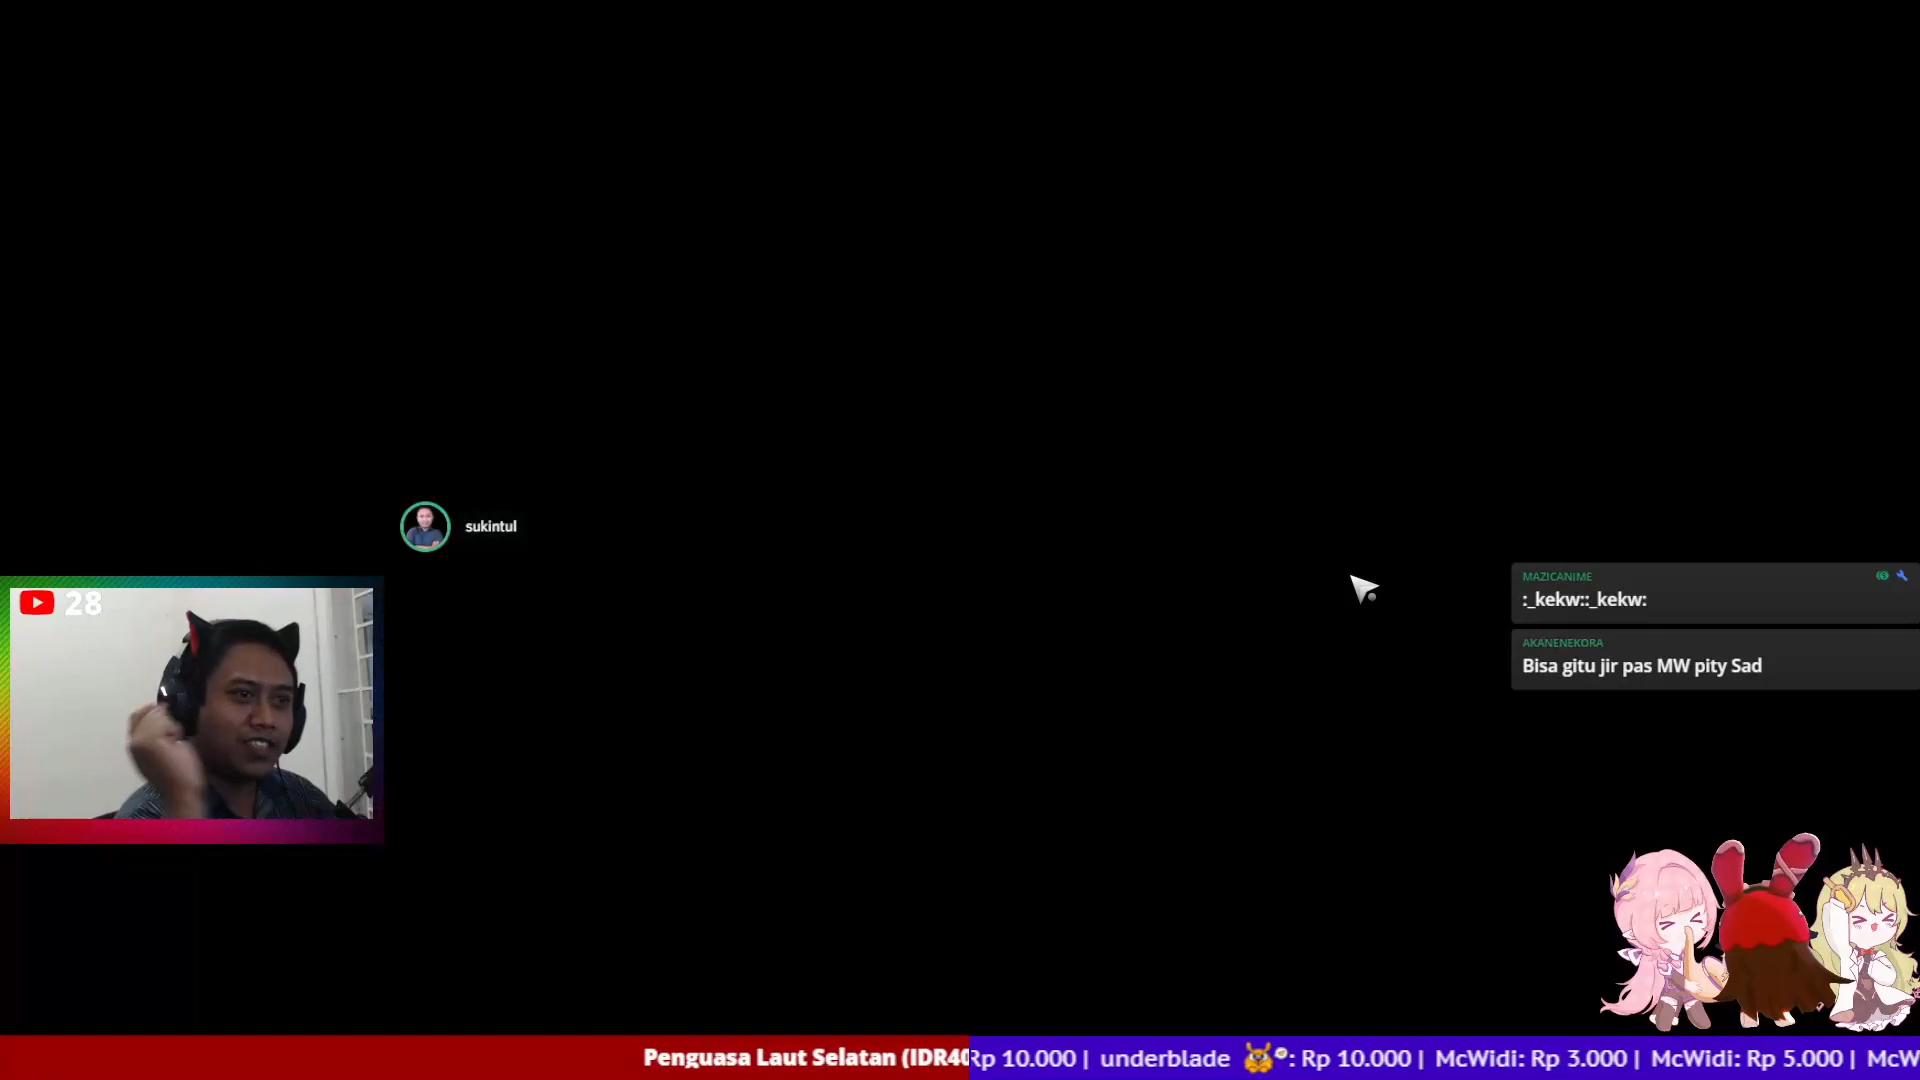 sukintul
28
MAZICANIME
:_kekw::_kekw:
AKANENEKORA
Bisa gitu jir pas MW pity Sad
Penguasa Laut Selatan (IDR40
Rp 10.000 | underblade : Rp 10.000 | McWidi: Rp 3.000 | McWidi: Rp 5.000 | McW